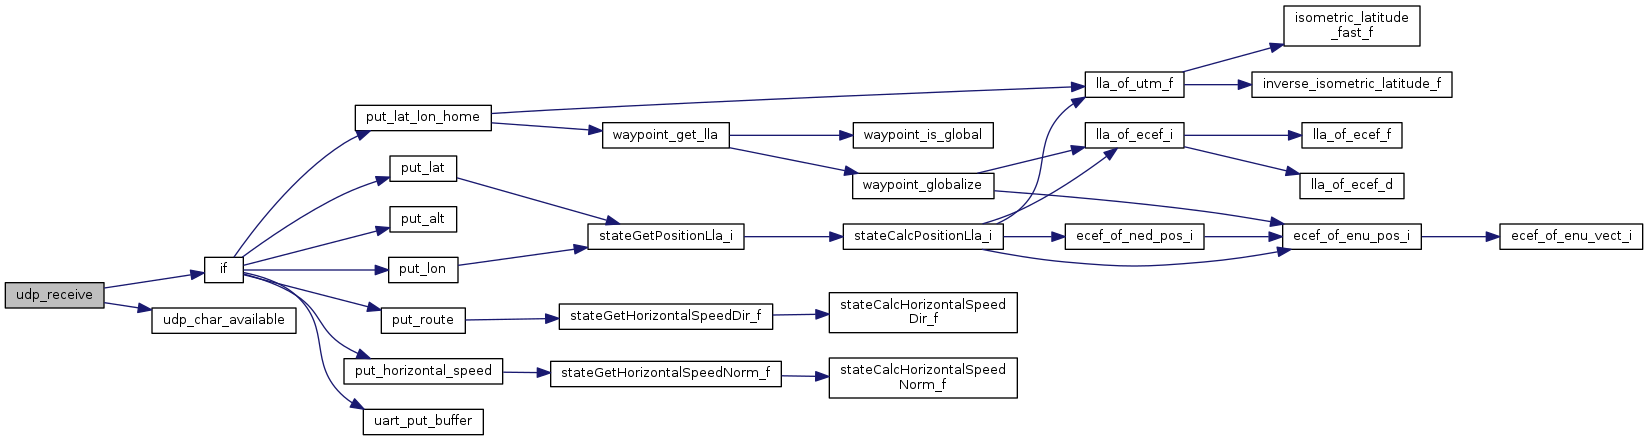 isometric_latitude
_fast_f
lla_of_utm_f
inverse_isometric_latitude_f
put_lat_lon_home
waypoint_get_lla
waypoint_is_global
lla_of_ecef_i
lla_of_ecef_f
put_lat
waypoint_globalize
lla_of_ecef_d
put_alt
stateGetPositionLla_i
stateCalcPositionLla_i
ecef_of_ned_pos_i
ecef_of_enu_pos_i
ecef_of_enu_vect_i
if
put_lon
udp_receive
udp_char_available
put_route
stateGetHorizontalSpeedDir_f
stateCalcHorizontalSpeed
Dir_f
put_horizontal_speed
stateGetHorizontalSpeedNorm_f
stateCalcHorizontalSpeed
Norm_f
uart_put_buffer